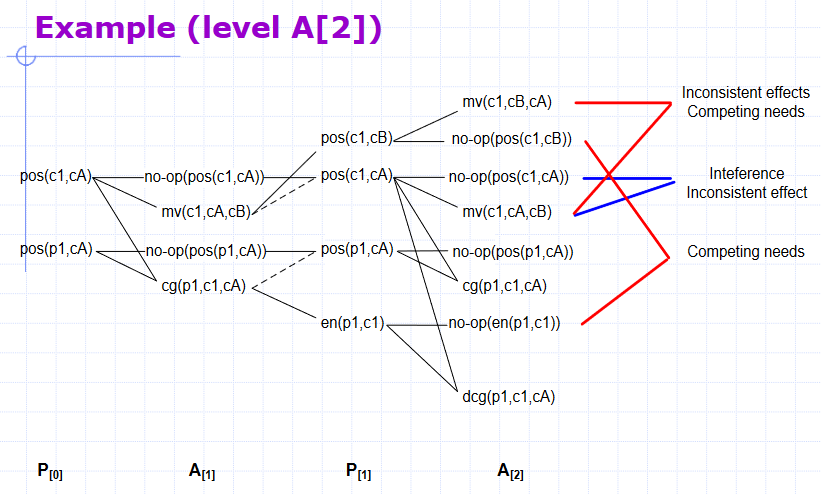 Example (level A[2])
mv(c1,cB,cA)
Inconsistent effects
Competing needs
pos(c1,cB)
no-op(pos(c1,cB))
pos(c1,cA)
no-op(pos(c1,cA))
pos(c1,cA)
no-op(pos(c1,cA))
Inteference
Inconsistent effect
mv(c1,cA,cB)
mv(c1,cA,cB)
pos(p1,cA)
no-op(pos(p1,cA))
pos(p1,cA)
no-op(pos(p1,cA))
Competing needs
cg(p1,c1,cA)
cg(p1,c1,cA)
en(p1,c1)
no-op(en(p1,c1))
dcg(p1,c1,cA)
P[0]
A[1]
P[1]
A[2]